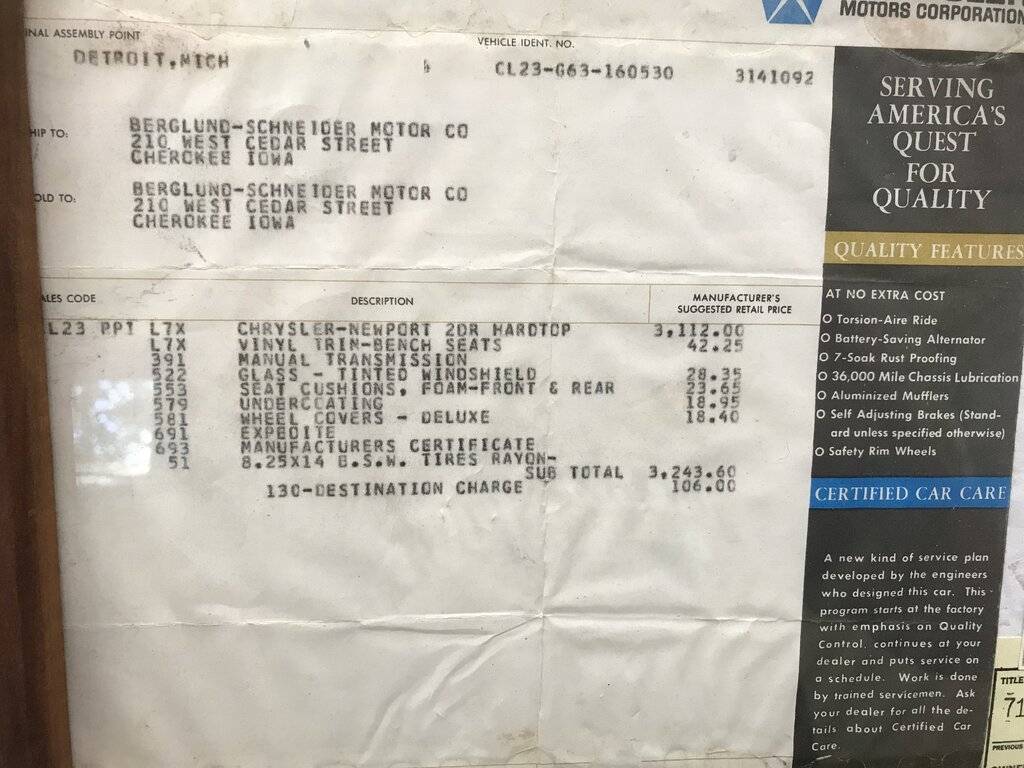 MOTORS CORPORATION
INAL ASSEMBLY POINT
VEHICLE IDENT. NO.
DETROIT, MICH
CL23-G63-160530 3141092
HIP TO:
BERGLUND-SCHNEIDER MOTOR CO
210 WEST CEDAR STREET
CHEROKEE IOWA
OLD TO:
BERGLUND-SCHNEIDER MOTOR CO
210 WEST CEDAR STREET
CHEROKEE IOWA
ALES CODE DESCRIPTION MANUFACTURER'S
SUGGESTED RETAIL PRICE
L23 PP1 L7X CHRYSLER-NEWPORT 2DR HARDTOP 3,112.00
L7X VINYL TRIM-BENCH SEATS 42.25
391 MANUAL TRANSMISSION
522 GLASS - TINTED WINDSHIELD 28.35
553 SEAT CUSHIONS, FOAM-FRONT & REAR 23.65
579 UNDERCOATING 18.95
581 WHEEL COVERS - DELUXE 18.40
691 EXPEDITE
693 MANUFACTURERS CERTIFICATE
51 8.25X14 B.S.W. TIRES RAYON-
SUB TOTAL 3,243.60
130-DESTINATION CHARGE 106.00
SERVING
AMERICA'S
QUEST
FOR
QUALITY
QUALITY FEATURES
AT NO EXTRA COST
O Torsion-Aire Ride
O Battery-Saving Alternator
O 7-Soak Rust Proofing
O 36,000 Mile Chassis Lubrication
O Aluminized Mufflers
O Self Adjusting Brakes (Stand-
ard unless specified otherwise)
O Safety Rim Wheels
CERTIFIED CAR CARE
A new kind of service plan
developed by the engineers
who designed this car. This
program starts at the factory
with emphasis on Quality
Control, continues at your
dealer and puts service on
a schedule. Work is done
by trained servicemen. Ask
your dealer for all the de-
tails about Certified Car
Care.
TITLE
71
PREVIOUS